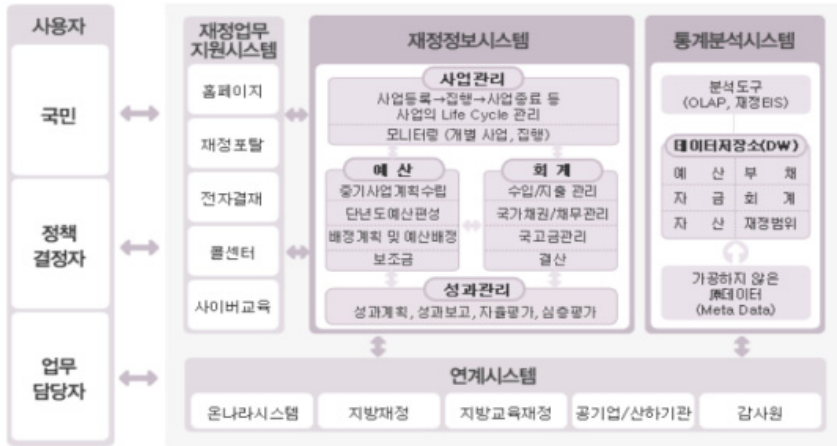 사용자
국민
정책
결정자
업무
담당자
재정업무
지원시스템
홈페이지
재정포탈
전자결재
콜센터
사이버교육
재정정보시스템
사업관리
사업등록→집행→사업종료 등
사업의 Life Cycle 관리
모니터링 (개별 사업, 집행)
예 산
중기사업계획수립
단년도예산편성
배정계획 및 예산배정
보조금
회 계
수입/지출 관리
국가채권/채무관리
국고금관리
결산
성과관리
성과계획, 성과보고, 자율평가, 심층평가
통계분석시스템
분석도구
(OLAP, 재정EIS)
데이터저장소(DW)
예 산 부 채
자 금 회 계
자 산 재정범위
가공하지 않은
原데이터
(Meta Data)
연계시스템
온나라시스템
지방재정
지방교육재정
공기업/산하기관
감사원